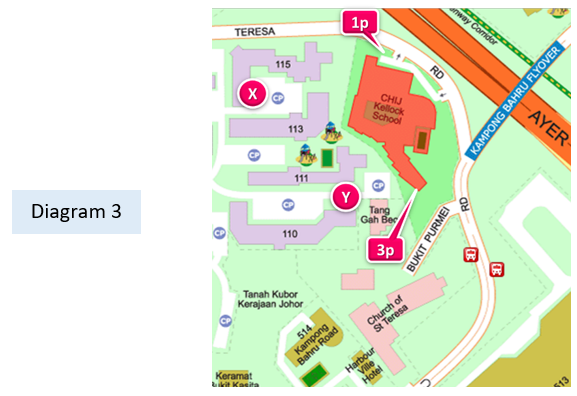 Diagram 3
1p
TERESA
RD
nway Corridor
KAMPONG BAHRU FLYOVER
AYER
115
X
CP
CHIJ
Kellock
School
113
CP
111
CP
Y
CP
CP
110
CP
Tang
Gah Beo
3p
BUKIT PURMEI
RD
Tanah Kubor
Kerajaan Johor
CP
Church of
St Teresa
514
Kampong
Bahru Road
Harbour
Ville
Hotel
Keramat
Bukit Kasita
513